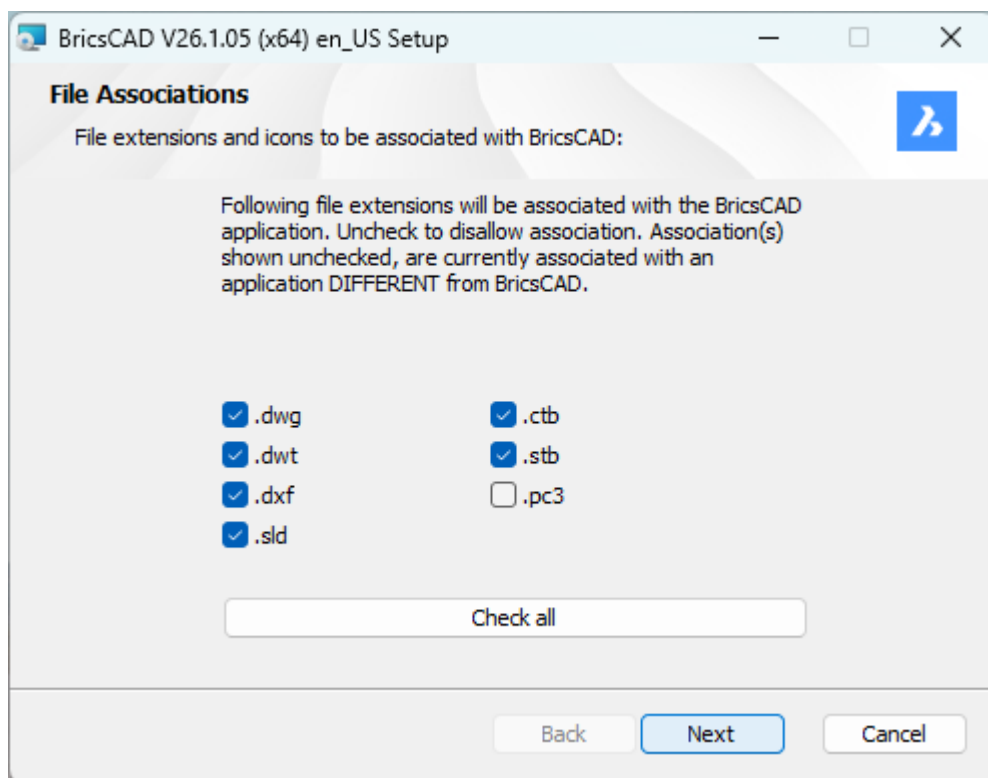 BricsCAD V26.1.05 (x64) en_US Setup
File Associations
File extensions and icons to be associated with BricsCAD:
Following file extensions will be associated with the BricsCAD
application. Uncheck to disallow association. Association(s)
shown unchecked, are currently associated with an
application DIFFERENT from BricsCAD.
.dwg
.ctb
.dwt
.stb
.dxf
.pc3
.sld
Check all
Back
Next
Cancel